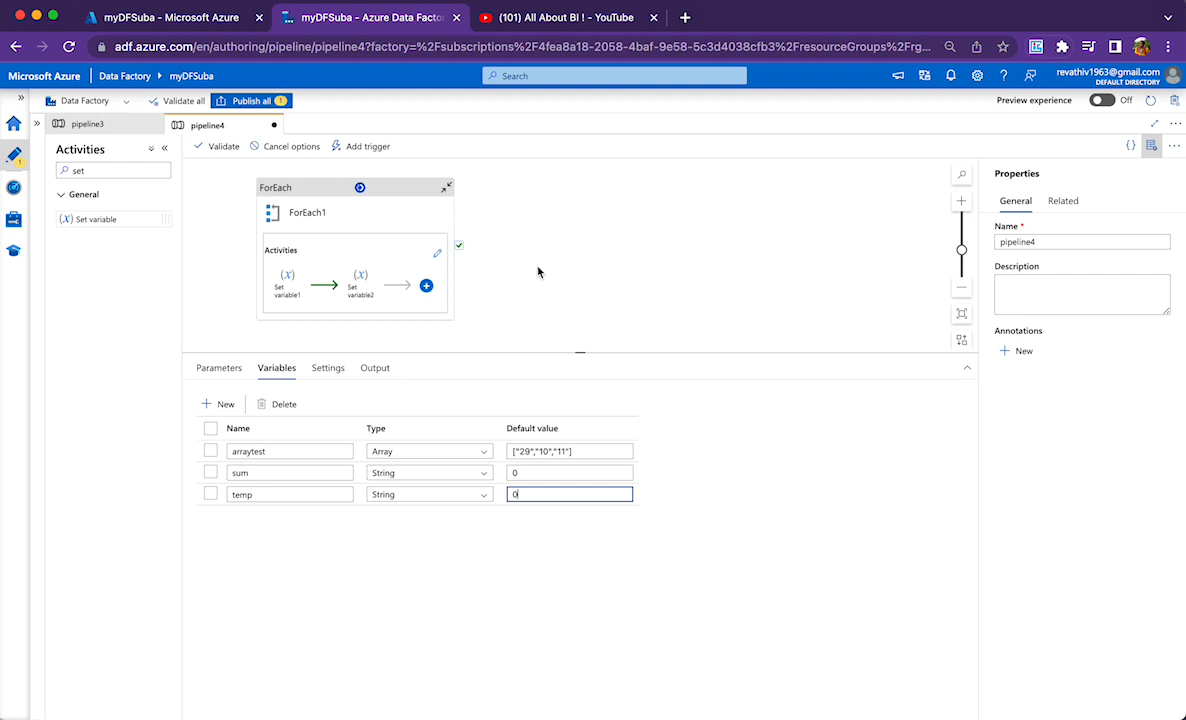 myDFSuba - Microsoft Azure
myDFSuba - Azure Data Facto
(101) All About BI ! - YouTube
adf.azure.com/en/authoring/pipeline/pipeline4?factory=%2Fsubscriptions%2F4fea8a18-2058-4baf-9e58-5c3d4038cfb3%2FresourceGroups%2Frg...
Microsoft Azure
Data Factory
myDFSuba
Search
revathiv1963@gmail.com
DEFAULT DIRECTORY
Data Factory
Validate all
Publish all 1
Preview experience
Off
pipeline3
pipeline4
Activities
set
General
(x) Set variable
Validate
Cancel options
Add trigger
ForEach
ForEach1
Activities
(x)
Set
variable1
(x)
Set
variable2
Properties
General
Related
Name *
pipeline4
Description
Annotations
New
Parameters
Variables
Settings
Output
New
Delete
Name
Type
Default value
arraytest
Array
["29","10","11"]
sum
String
0
temp
String
0